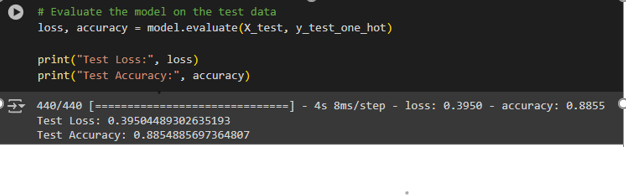 # Evaluate the model on the test data
loss, accuracy = model.evaluate(X_test, y_test_one_hot)
print("Test Loss:", loss)
print("Test Accuracy:", accuracy)
440/440 [==============================] - 4s 8ms/step - loss: 0.3950 - accuracy: 0.8855
Test Loss: 0.39504489302635193
Test Accuracy: 0.8854885697364807